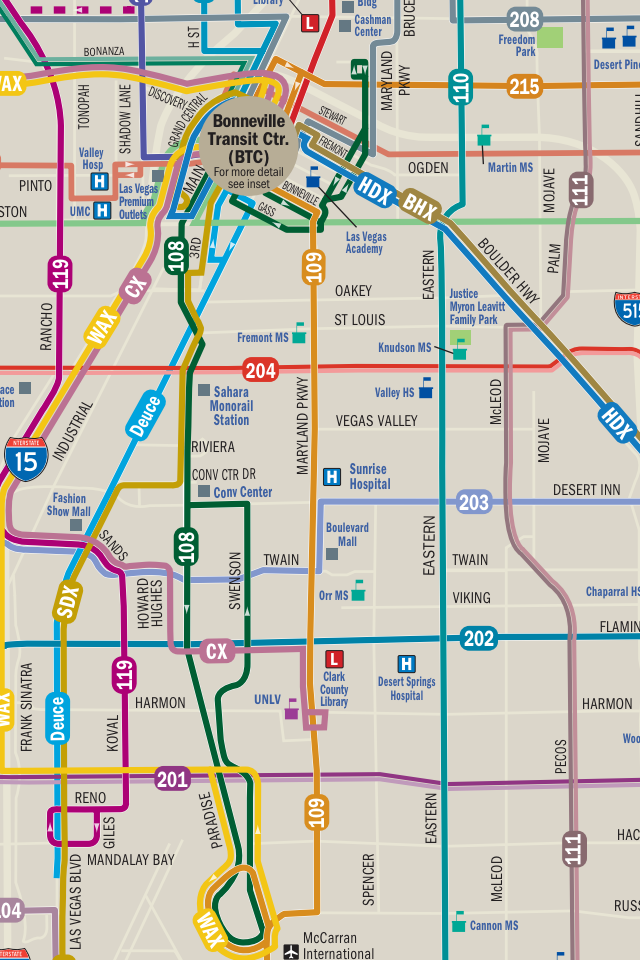 Library
L
Bldg
Cashman
Center
BRUCE
208
Freedom
Park
Desert Pine
H ST
BONANZA
WAX
TONOPAH
SHADOW LANE
DISCOVERY
GRAND CENTRAL
MARYLAND
PKWY
110
215
Bonneville
Transit Ctr.
(BTC)
For more detail
see inset
STEWART
FREMONT
Martin MS
OGDEN
Valley
Hosp
H
PINTO
UMC H
Las Vegas
Premium
Outlets
MAIN
BONNEVILLE
GASS
HDX
BHX
MOJAVE
111
108
3RD
Las Vegas
Academy
119
CX
109
OAKEY
EASTERN
BOULDER HWY
PALM
Justice
Myron Leavitt
Family Park
INTERSTATE
515
RANCHO
WAX
ST LOUIS
Fremont MS
Knudson MS
204
Valley HS
Deuce
Sahara
Monorail
Station
MARYLAND PKWY
VEGAS VALLEY
McLEOD
MOJAVE
HDX
INDUSTRIAL
INTERSTATE
15
RIVIERA
CONV CTR DR
Conv Center
H
Sunrise
Hospital
DESERT INN
203
Fashion
Show Mall
SANDS
108
Boulevard
Mall
EASTERN
TWAIN
TWAIN
SWENSON
HOWARD
HUGHES
Orr MS
VIKING
Chaparral HS
SDX
202
FLAMIN
CX
119
L
Clark
County
Library
H
Desert Springs
Hospital
FRANK SINATRA
WAX
Deuce
KOVAL
HARMON
UNLV
HARMON
PECOS
201
RENO
GILES
PARADISE
109
EASTERN
111
MANDALAY BAY
LAS VEGAS BLVD
SPENCER
McLEOD
WAX
Cannon MS
McCarran
International